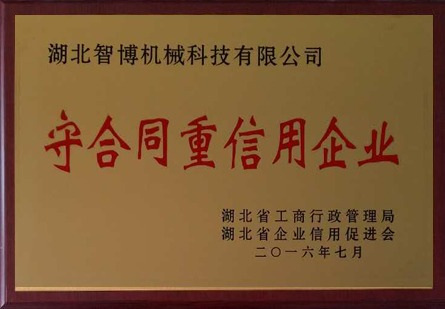 湖北智博机械科技有限公司
守合同重信用企业
湖北省工商行政管理局
湖北省企业信用促进会
二〇一六年七月